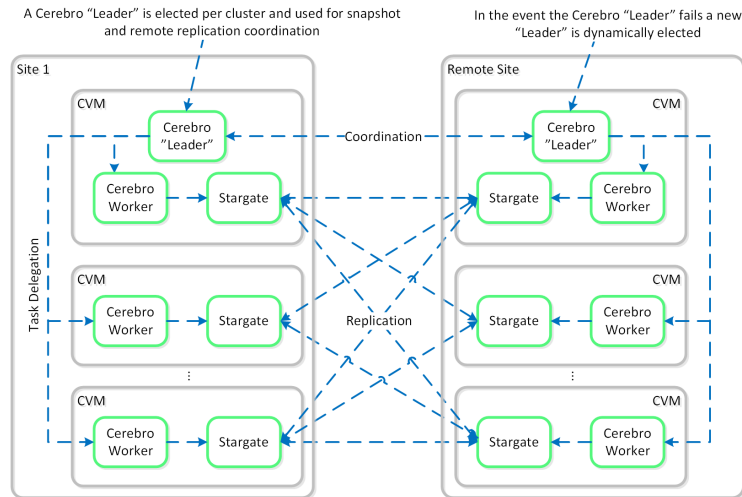 A Cerebro “Leader” is elected per cluster and used for snapshot
and remote replication coordination
In the event the Cerebro “Leader” fails a new
“Leader” is dynamically elected
Site 1
Remote Site
CVM
CVM
Cerebro
”Leader”
Coordination
Cerebro
”Leader”
Cerebro
Worker
Stargate
Stargate
Cerebro
Worker
Task Delegation
CVM
CVM
Cerebro
Worker
Stargate
Replication
Stargate
Cerebro
Worker
...
...
CVM
CVM
Cerebro
Worker
Stargate
Stargate
Cerebro
Worker